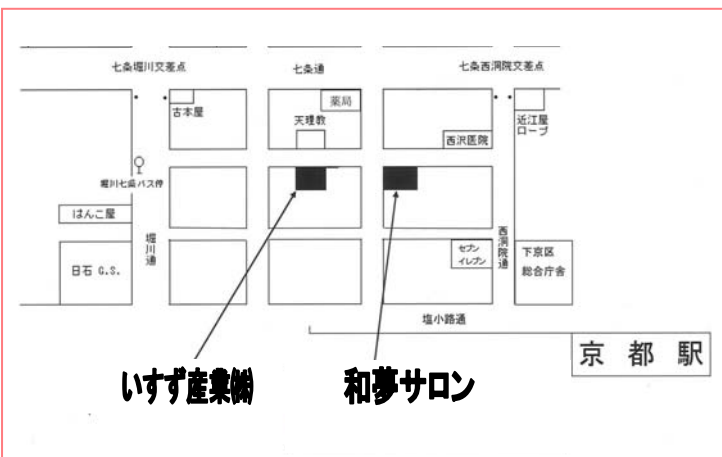 七条堀川交差点
七条通
七条西洞院交差点
古本屋
薬局
天理教
西沢医院
近江屋
ロープ
堀川七条バス停
はんこ屋
堀川通
日石 G.S.
セブン
イレブン
西洞院通
下京区
総合庁舎
塩小路通
京都駅
いすず産業㈱
和夢サロン